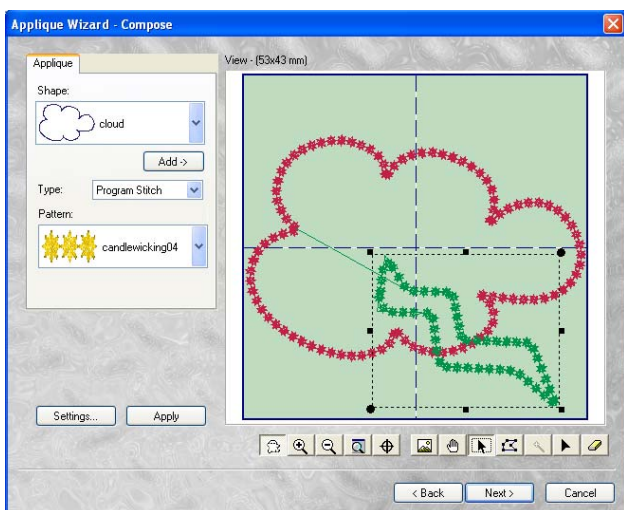 Applique Wizard - Compose
Applique
View - (53x43 mm)
Shape:
cloud
Add ->
Type:
Program Stitch
Pattern:
candlewicking04
Settings...
Apply
< Back
Next >
Cancel